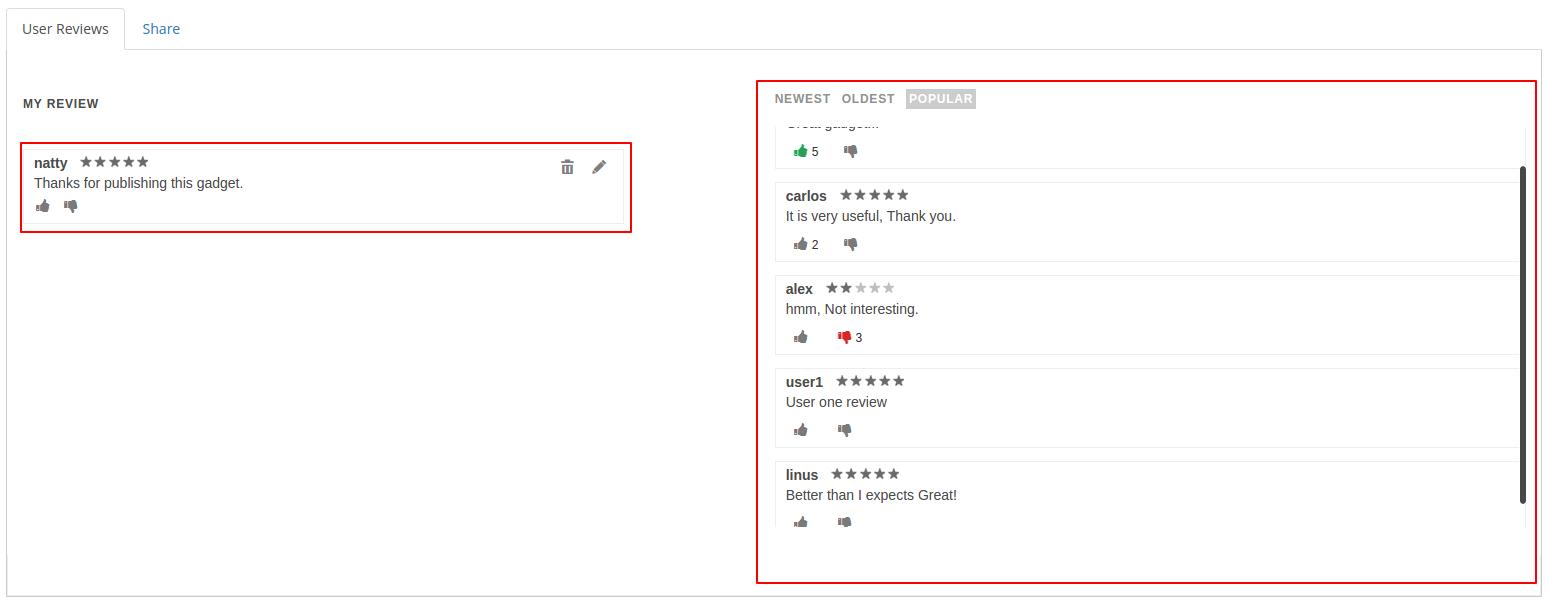 User Reviews Share
MY REVIEW
natty
Thanks for publishing this gadget.
NEWEST OLDEST POPULAR
5
carlos
It is very useful, Thank you.
2
alex
hmm, Not interesting.
3
user1
User one review
linus
Better than I expects Great!